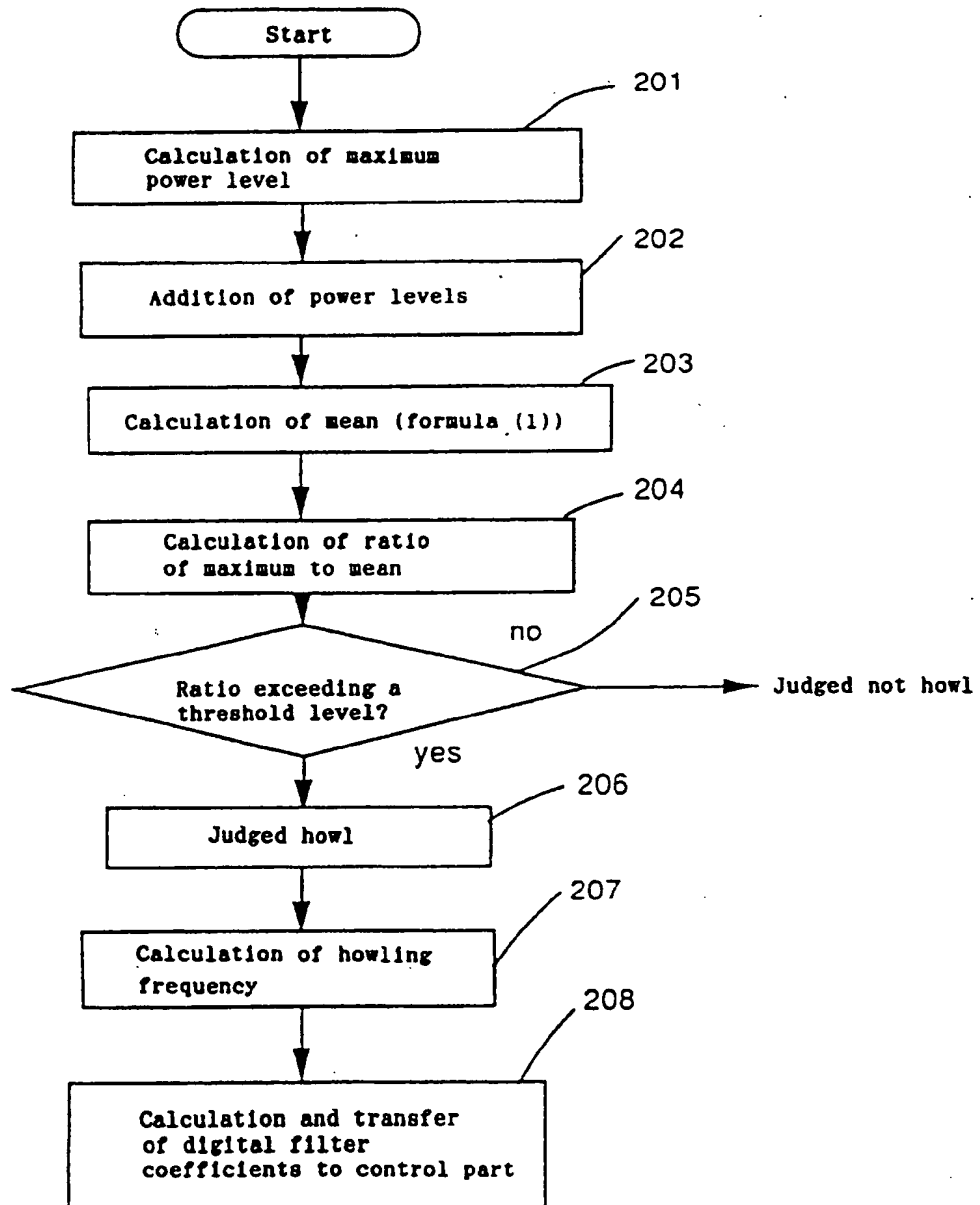 Start
201
Calculation of maximum
power level
202
Addition of power levels
203
Calculation of mean (formula (1))
204
Calculation of ratio
of maximum to mean
205
no
Ratio exceeding a
threshold level?
Judged not howl
yes
206
Judged howl
207
Calculation of howling
frequency
208
Calculation and transfer
of digital filter
coefficients to control part